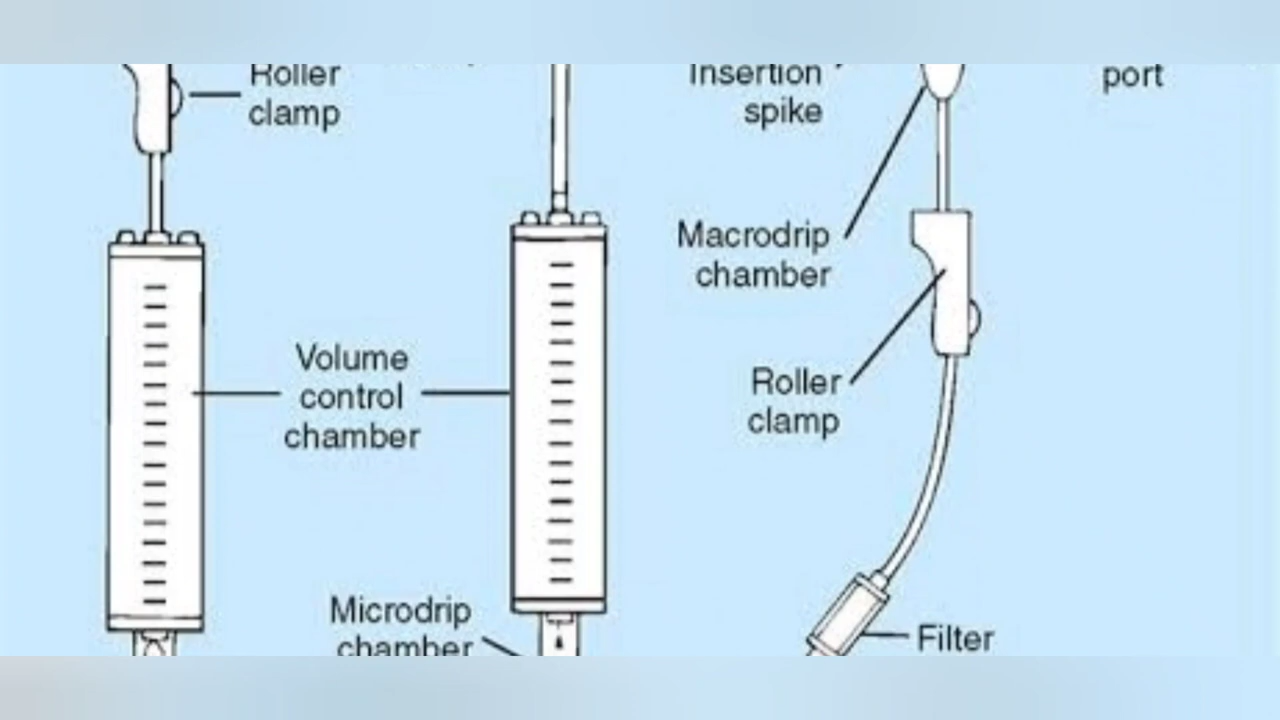 Roller
clamp
Insertion
spike
port
Macrodrip
chamber
Volume
control
chamber
Roller
clamp
Microdrip
chamber
Filter